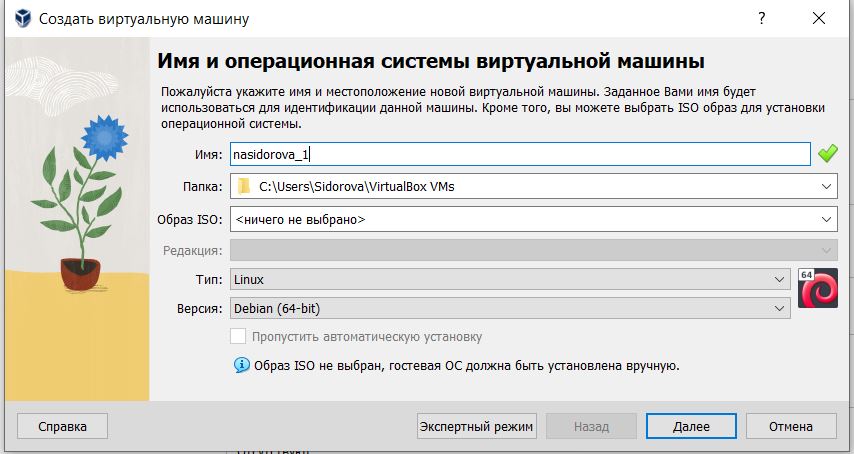 Создать виртуальную машину
Имя и операционная системы виртуальной машины
Пожалуйста укажите имя и местоположение новой виртуальной машины. Заданное Вами имя будет
использоваться для идентификации данной машины. Кроме того, вы можете выбрать ISO образ для установки
операционной системы.
Имя: nasidorova_1
Папка: C:\Users\Sidorova\VirtualBox VMs
Образ ISO: <ничего не выбрано>
Редакция:
Тип: Linux
64
Версия: Debian (64-bit)
Пропустить автоматическую установку
Образ ISO не выбран, гостевая ОС должна быть установлена вручную.
Справка Экспертный режим Назад Далее Отмена